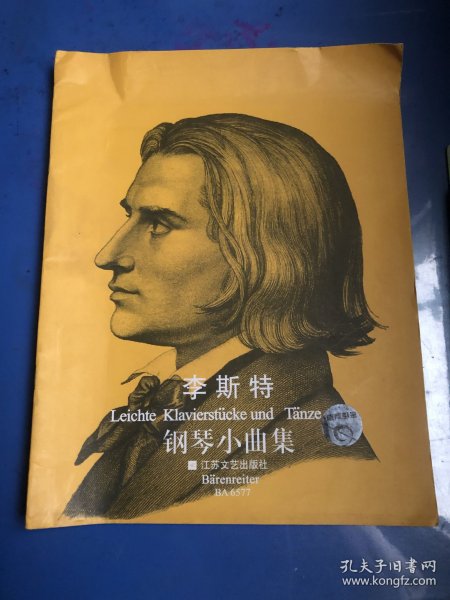 李斯特
Leichte Klavierstücke und Tänze
钢琴小曲集
江苏文艺出版社
Bärenreiter
BA 6577
孔夫子旧书网
www.kongfz.com